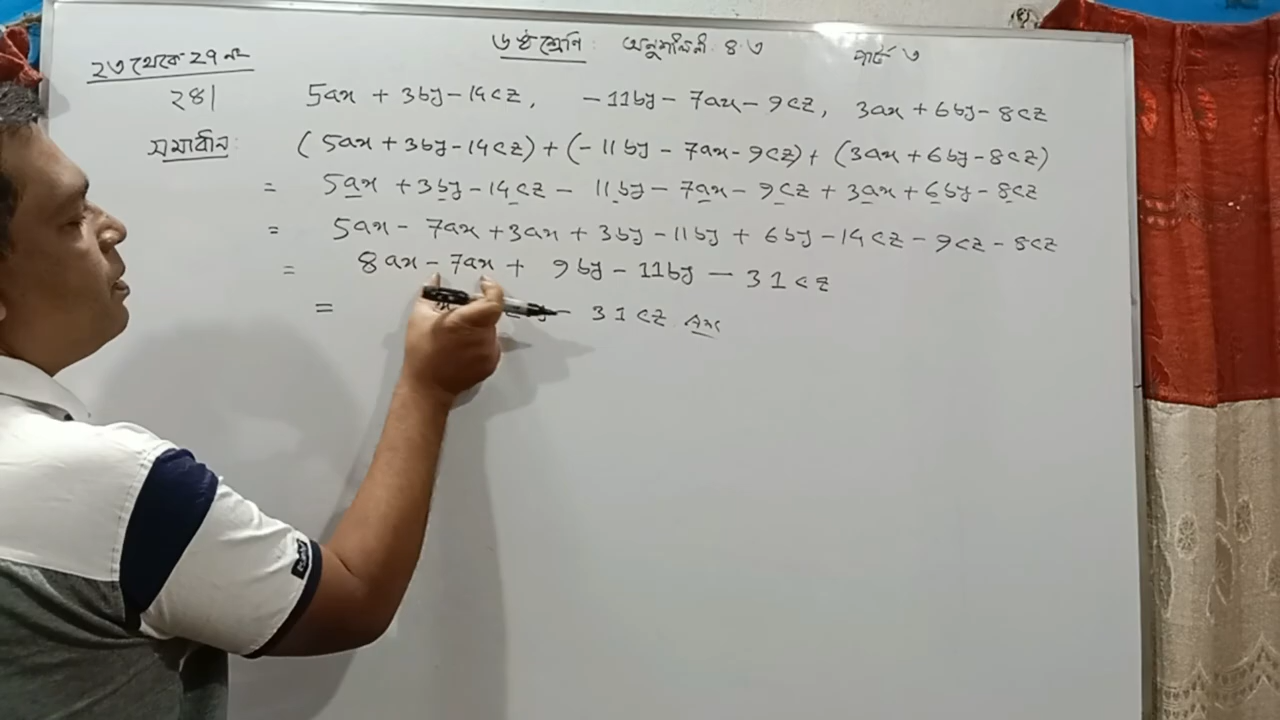 ৬ষ্ঠ শ্রেণি: অনুশীলনী ৪.৩ পার্ট ৩
২৩ থেকে ২৭ নং
২৪। 5ax + 3by - 14cz, - 11by - 7ax - 9cz, 3ax + 6by - 8cz
সমাধান: (5ax + 3by - 14cz) + (- 11by - 7ax - 9cz) + (3ax + 6by - 8cz)
= 5ax + 3by - 14cz - 11by - 7ax - 9cz + 3ax + 6by - 8cz
= 5ax - 7ax + 3ax + 3by - 11by + 6by - 14cz - 9cz - 8cz
= 8ax - 7ax + 9by - 11by - 31cz
= - 31cz Ans